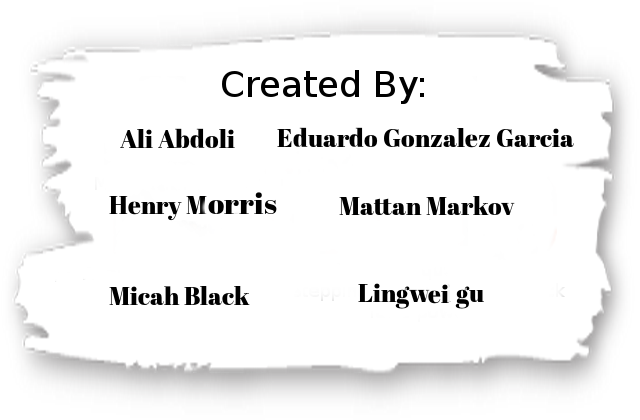 Created By:
Ali Abdoli Eduardo Gonzalez Garcia
Henry Morris Mattan Markov
Micah Black Lingwei gu